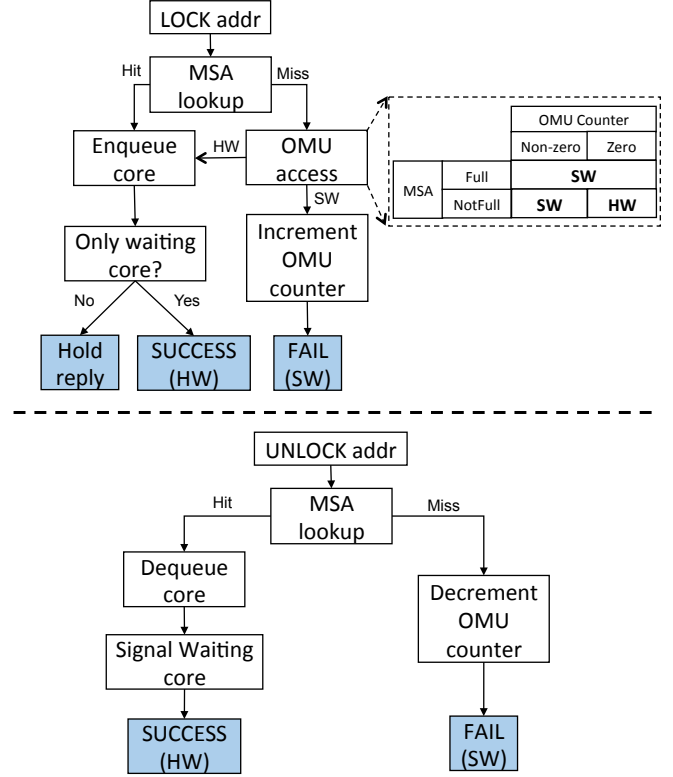 LOCK addr
Hit
MSA
lookup
Miss
Enqueue
core
HW
OMU
access
OMU Counter
Non-zero
Zero
MSA
Full
SW
NotFull
SW
HW
SW
Only waiting
core?
Increment
OMU
counter
No
Yes
Hold
reply
SUCCESS
(HW)
FAIL
(SW)
UNLOCK addr
Hit
MSA
lookup
Miss
Dequeue
core
Decrement
OMU
counter
Signal Waiting
core
SUCCESS
(HW)
FAIL
(SW)